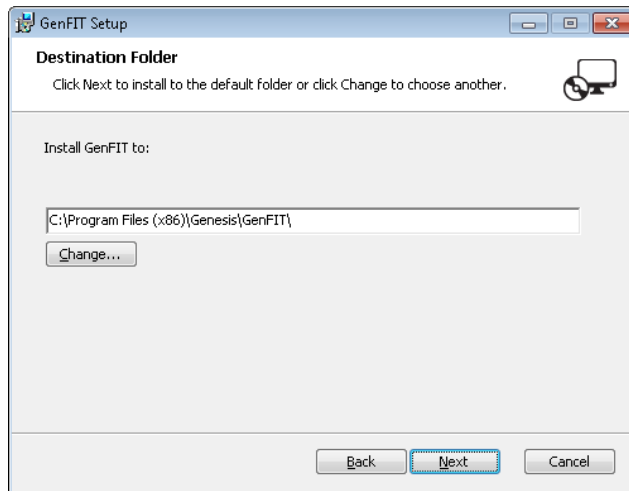 GenFIT Setup
Destination Folder
Click Next to install to the default folder or click Change to choose another.
Install GenFIT to:
C:\Program Files (x86)\Genesis\GenFIT\
Change...
Back
Next
Cancel